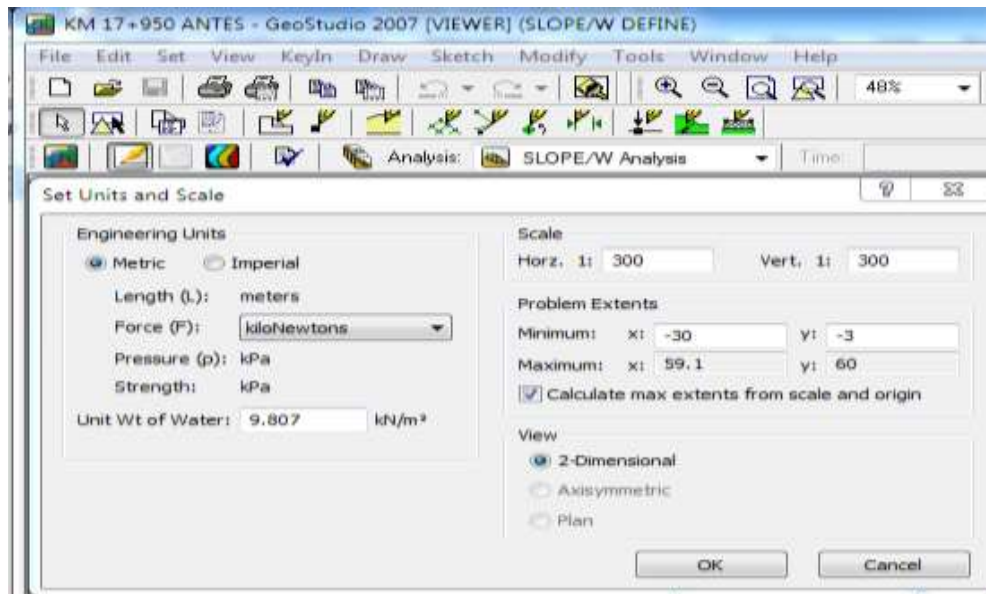 KM 17+950 ANTES - GeoStudio 2007 [VIEWER] (SLOPE/W DEFINE)
File Edit Set View KeyIn Draw Sketch Modify Tools Window Help
48%
Analysis: SLOPE/W Analysis Time:
Set Units and Scale
Engineering Units
Metric Imperial
Length (L): meters
Force (F): kiloNewtons
Pressure (p): kPa
Strength: kPa
Unit Wt of Water: 9.807 kN/m³
Scale
Horz. 1: 300 Vert. 1: 300
Problem Extents
Minimum: x: -30 y: -3
Maximum: x: 59.1 y: 60
Calculate max extents from scale and origin
View
2-Dimensional
Axisymmetric
Plan
OK Cancel